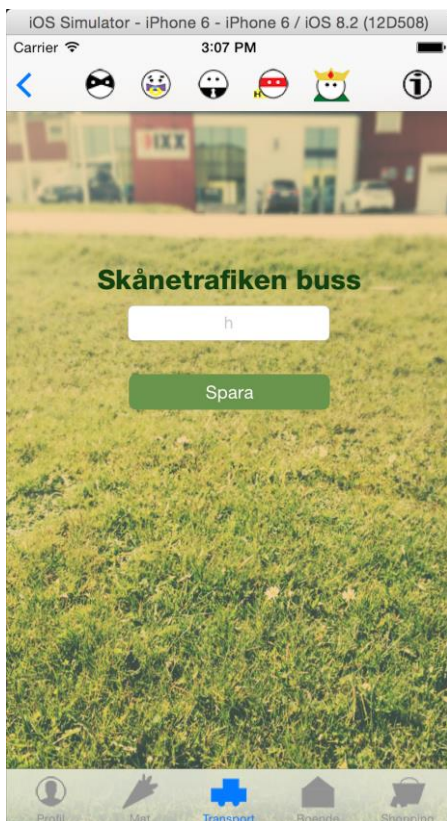 iOS Simulator - iPhone 6 - iPhone 6 / iOS 8.2 (12D508)
Carrier 3:07 PM
H
Skånetrafiken buss
h
Spara
Profil Mat Transport Boende Shopping